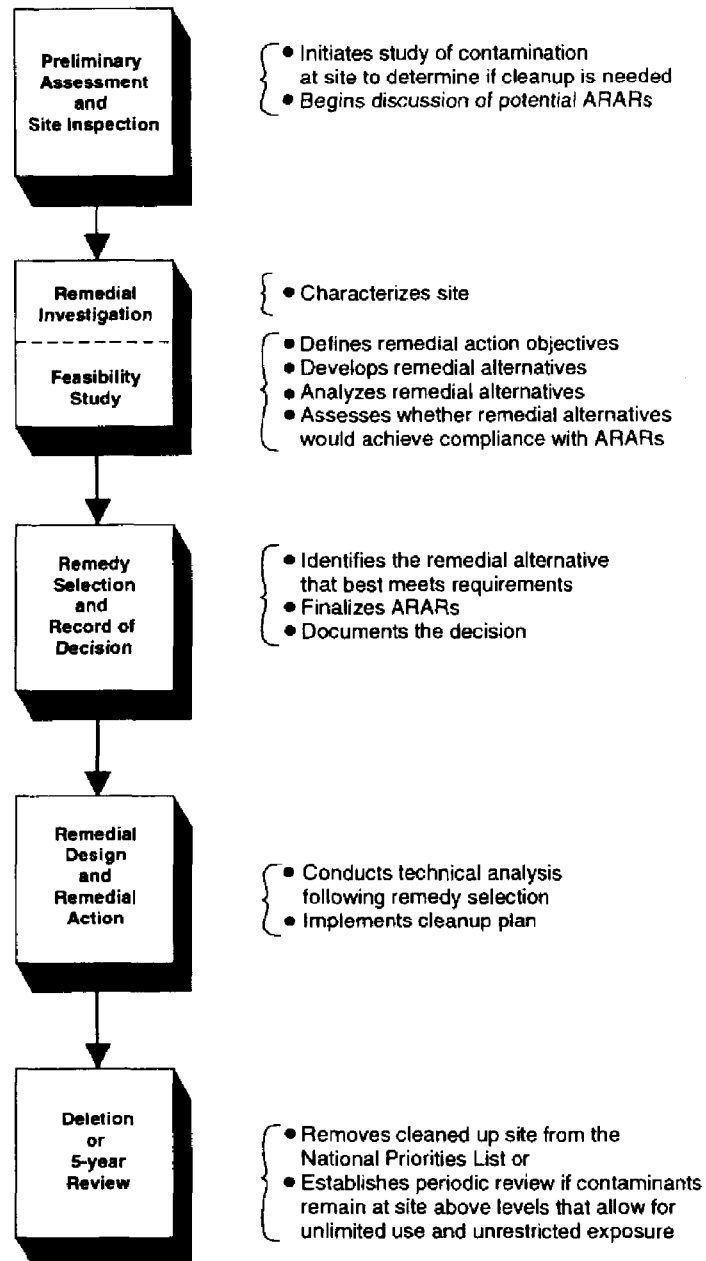 Preliminary
Assessment
and
Site Inspection
● Initiates study of contamination
at site to determine if cleanup is needed
● Begins discussion of potential ARARs
Remedial
Investigation
● Characterizes site
Feasibility
Study
● Defines remedial action objectives
● Develops remedial alternatives
● Analyzes remedial alternatives
● Assesses whether remedial alternatives
would achieve compliance with ARARs
Remedy
Selection
and
Record of
Decision
● Identifies the remedial alternative
that best meets requirements
● Finalizes ARARs
● Documents the decision
Remedial
Design
and
Remedial
Action
● Conducts technical analysis
following remedy selection
● Implements cleanup plan
Deletion
or
5-year
Review
● Removes cleaned up site from the
National Priorities List or
● Establishes periodic review if contaminants
remain at site above levels that allow for
unlimited use and unrestricted exposure